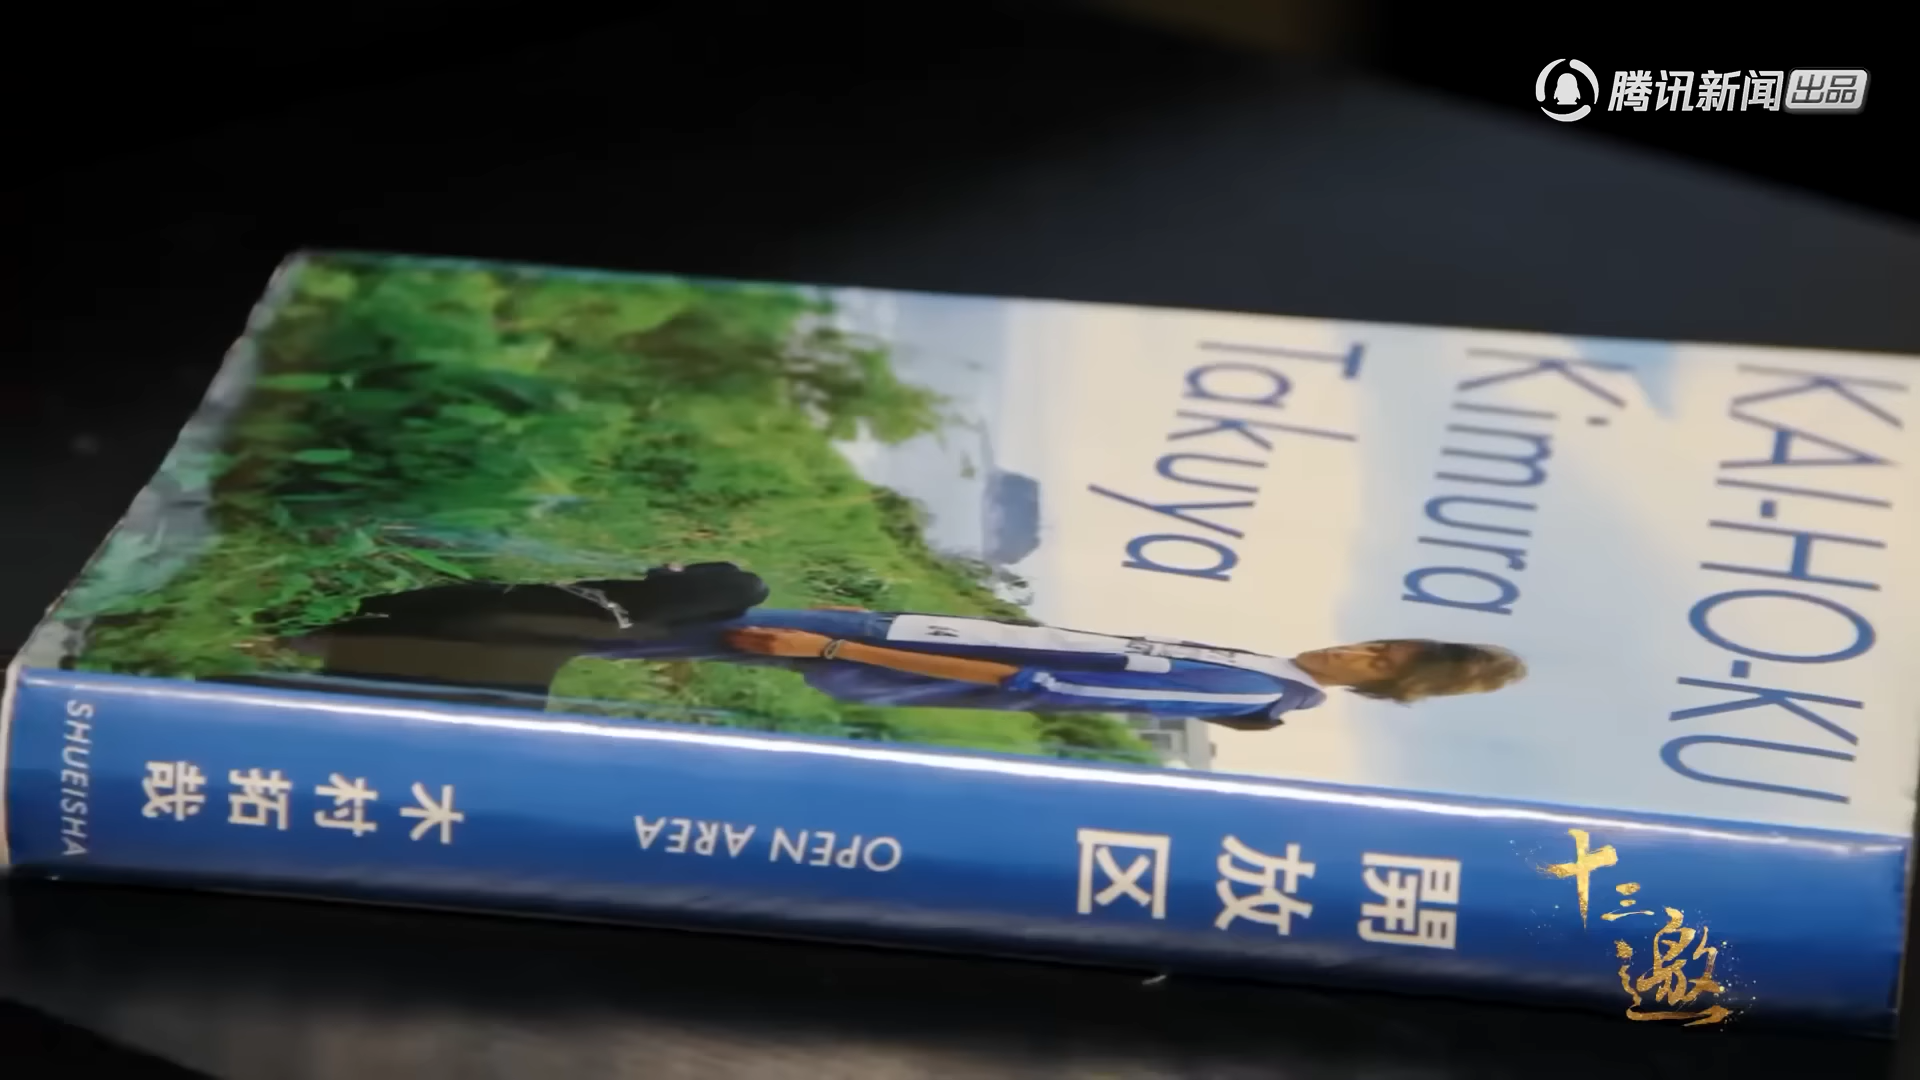 腾讯新闻 出品
KAI-HO-KU
Kimura
Takuya
開放区
OPEN AREA
木村拓哉
SHUEISHA
十三邀